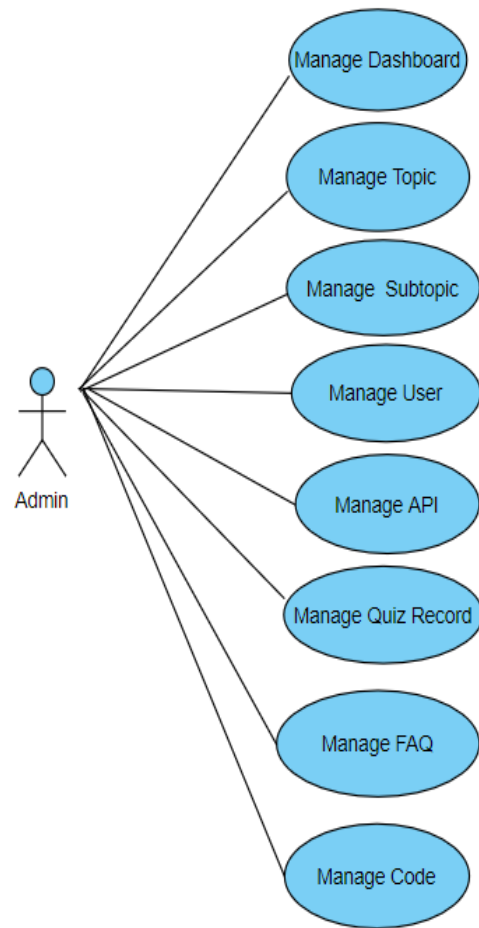 Manage Dashboard
Manage Topic
Manage Subtopic
Manage User
Admin
Manage API
Manage Quiz Record
Manage FAQ
Manage Code